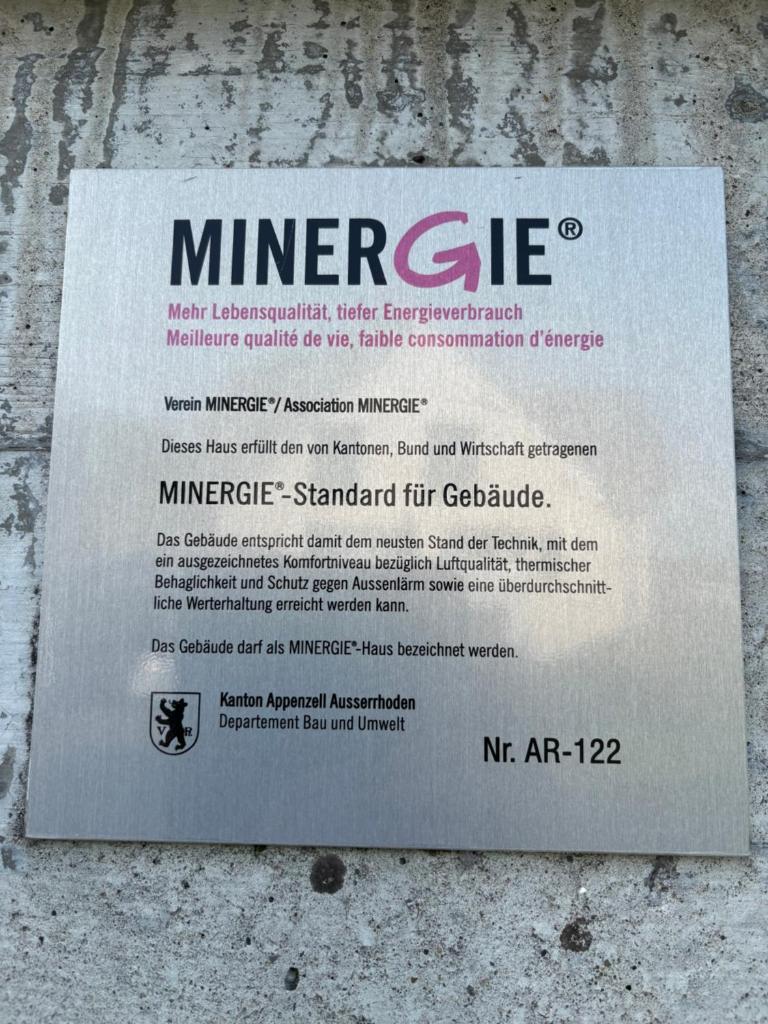 MINERGIE®
Mehr Lebensqualität, tiefer Energieverbrauch
Meilleure qualité de vie, faible consommation d'énergie
Verein MINERGIE®/ Association MINERGIE®
Dieses Haus erfüllt den von Kantonen, Bund und Wirtschaft getragenen
MINERGIE®-Standard für Gebäude.
Das Gebäude entspricht damit dem neusten Stand der Technik, mit dem
ein ausgezeichnetes Komfortniveau bezüglich Luftqualität, thermischer
Behaglichkeit und Schutz gegen Aussenlärm sowie eine überdurchschnitt-
liche Werterhaltung erreicht werden kann.
Das Gebäude darf als MINERGIE®-Haus bezeichnet werden.
V R
Kanton Appenzell Ausserrhoden
Departement Bau und Umwelt
Nr. AR-122